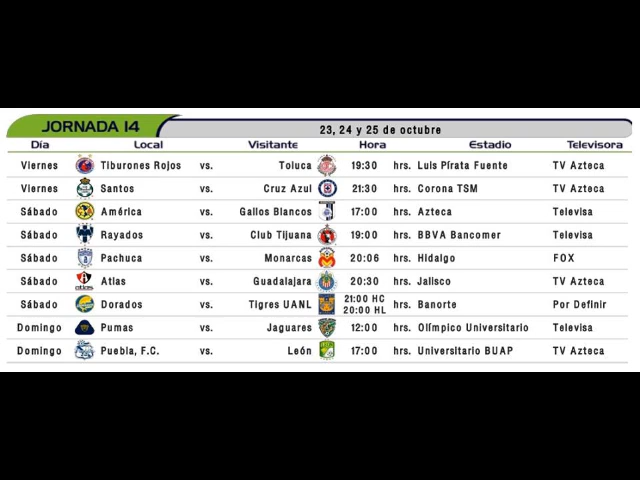 JORNADA 14
23, 24 y 25 de octubre
Día Local Visitante Hora Estadio Televisora
Viernes Tiburones Rojos vs. Toluca 19:30 hrs. Luis Pirata Fuente TV Azteca
Viernes Santos vs. Cruz Azul 21:30 hrs. Corona TSM TV Azteca
Sábado América vs. Gallos Blancos 17:00 hrs. Azteca Televisa
Sábado Rayados vs. Club Tijuana 19:00 hrs. BBVA Bancomer Televisa
Sábado Pachuca vs. Monarcas 20:06 hrs. Hidalgo FOX
Sábado Atlas vs. Guadalajara 20:30 hrs. Jalisco TV Azteca
Sábado Dorados vs. Tigres UANL 21:00 HC 20:00 HL hrs. Banorte Por Definir
Domingo Pumas vs. Jaguares 12:00 hrs. Olímpico Universitario Televisa
Domingo Puebla, F.C. vs. León 17:00 hrs. Universitario BUAP TV Azteca